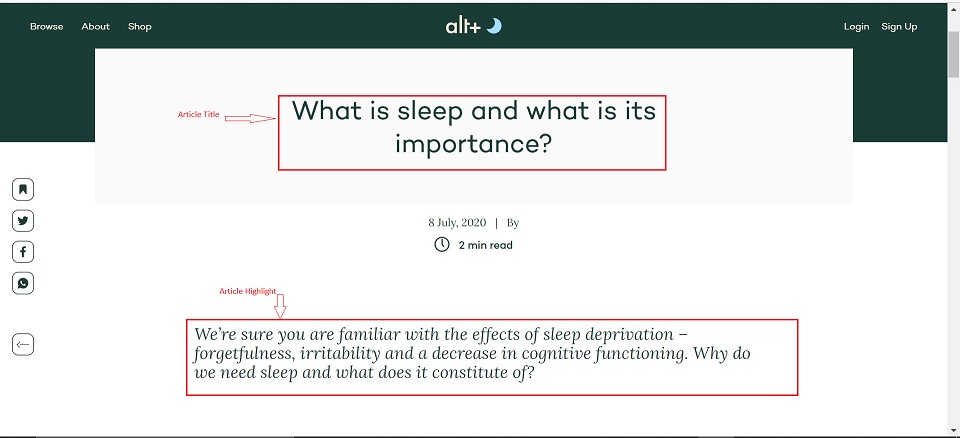 Browse About Shop alt+ Login Sign Up
Article Title
What is sleep and what is its
importance?
8 July, 2020 | By
2 min read
Article Highlight
We're sure you are familiar with the effects of sleep deprivation –
forgetfulness, irritability and a decrease in cognitive functioning. Why do
we need sleep and what does it constitute of?